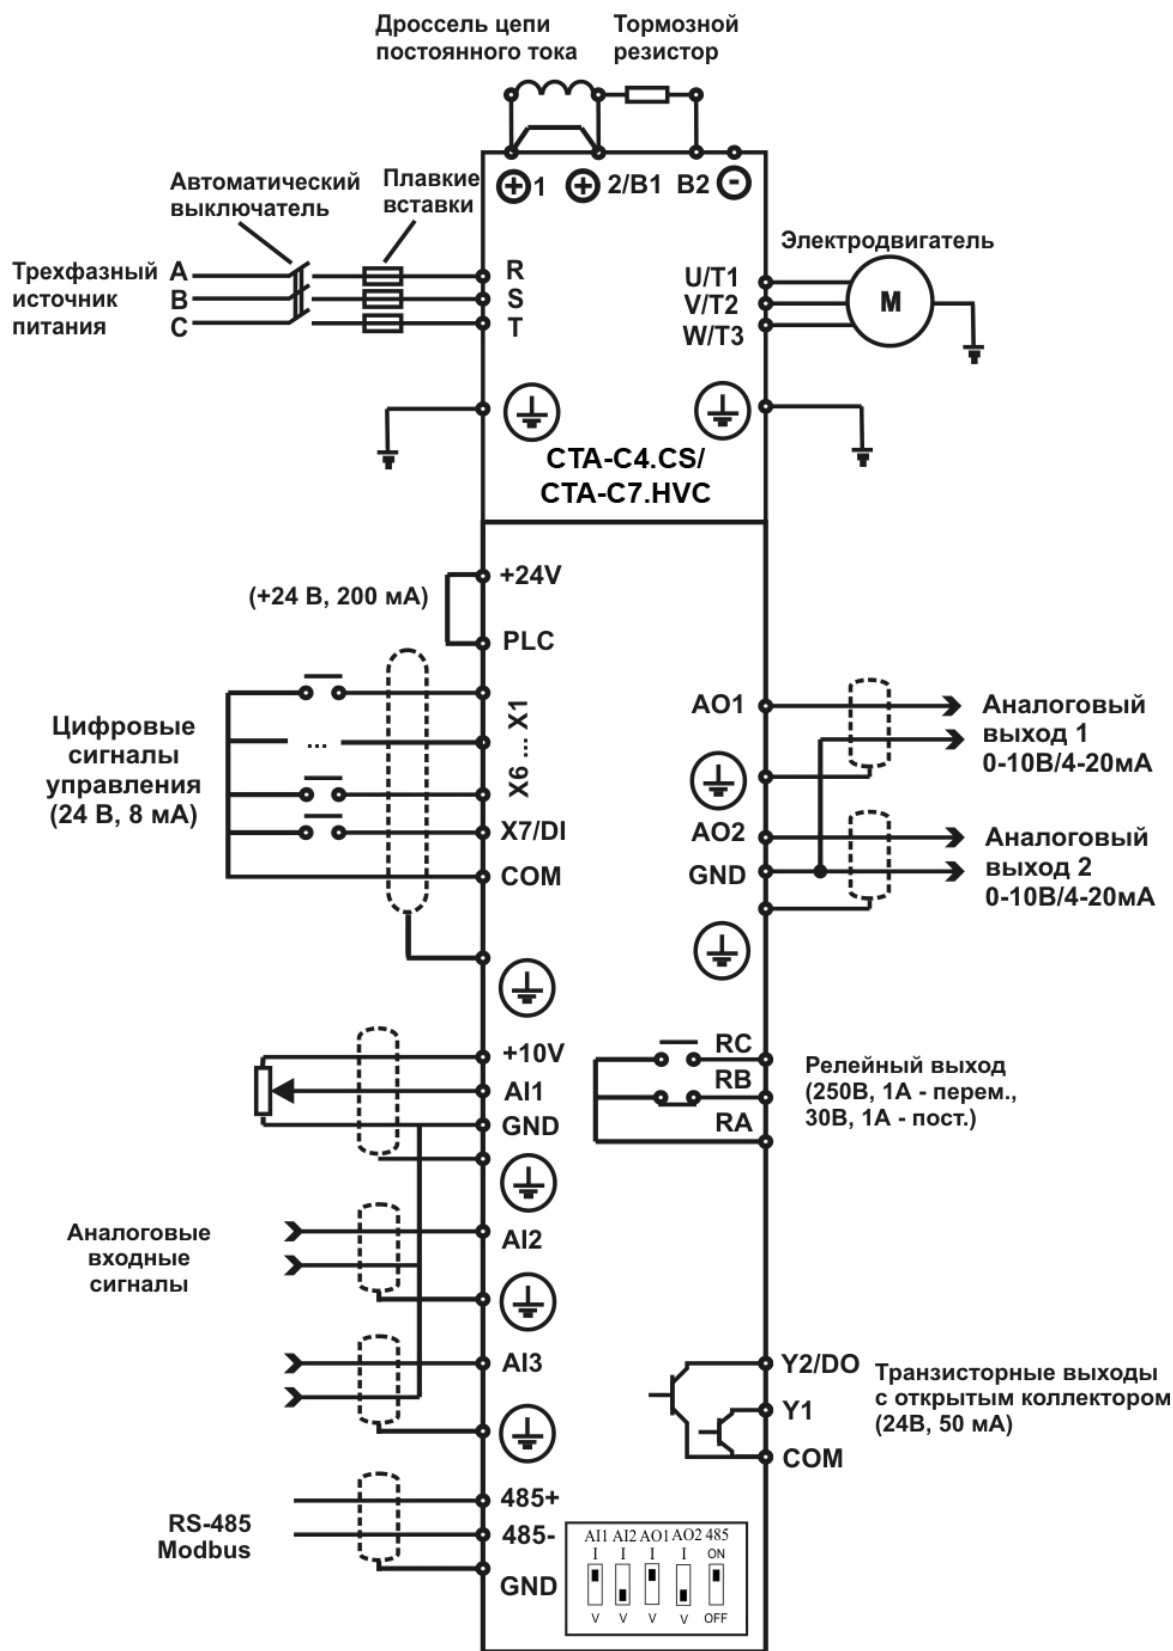 Дроссель цепи
постоянного тока
Тормозной
резистор
Автоматический
выключатель
Плавкие
вставки
+1
+ 2/B1
B2 -
Электродвигатель
Трехфазный
источник
питания
A
B
C
R
S
T
U/T1
V/T2
W/T3
M
CTA-C4.CS/
CTA-C7.HVC
+24V
(+24 В, 200 мА)
PLC
Цифровые
сигналы
управления
(24 В, 8 мА)
...
X6 ... X1
X7/DI
COM
AO1
Аналоговый
выход 1
0-10В/4-20мА
AO2
GND
Аналоговый
выход 2
0-10В/4-20мА
+10V
AI1
GND
RC
RB
RA
Релейный выход
(250В, 1А - перем.,
30В, 1А - пост.)
Аналоговые
входные
сигналы
AI2
AI3
Y2/DO
Y1
COM
Транзисторные выходы
с открытым коллектором
(24В, 50 мА)
RS-485
Modbus
485+
485-
GND
AI1 AI2 AO1 AO2 485
I I I I ON
V V V V OFF